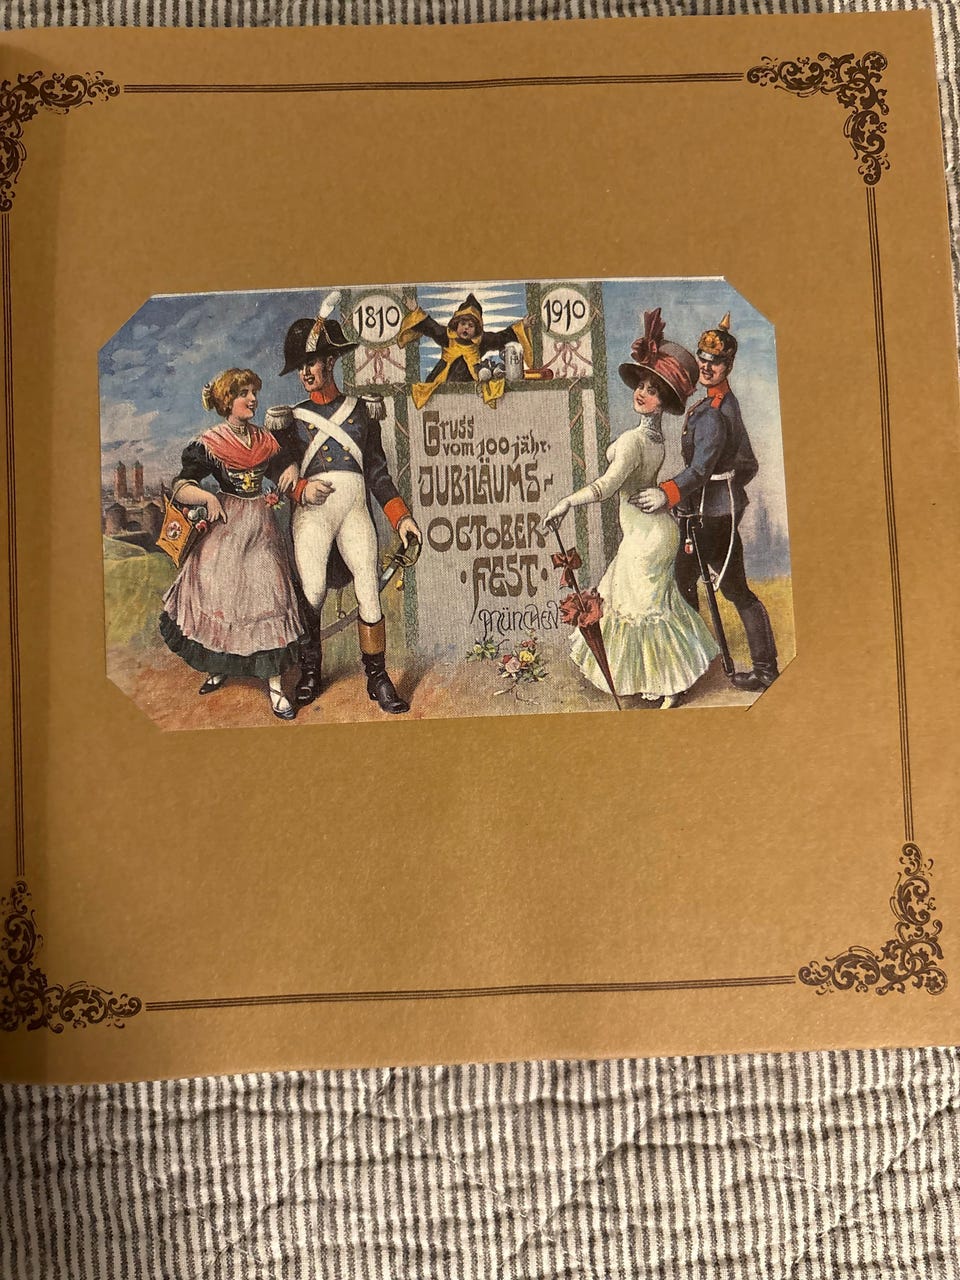 1810
1910
Gruss
vom 100 jähr.
JUBILÄUMS-
OCTOBER-
·FEST·
MÜNCHEN